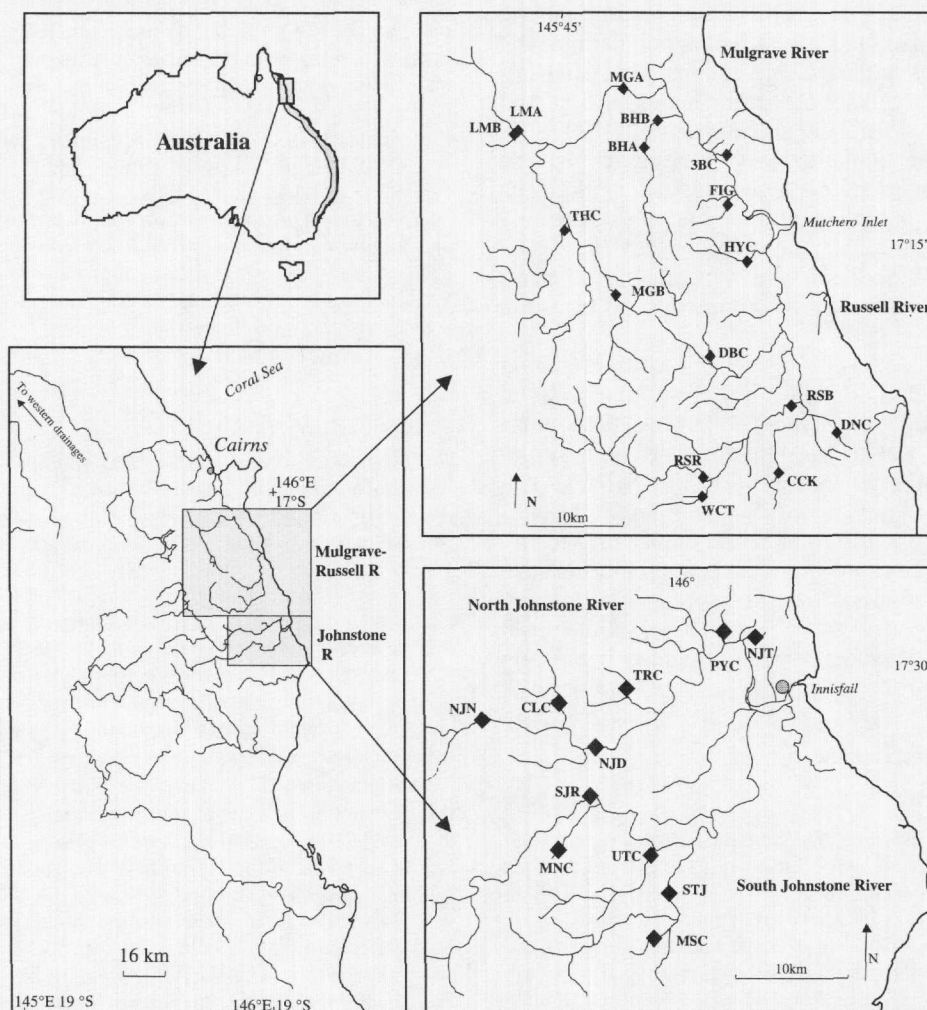 Australia
145°45'
Mulgrave River
MGA
LMA
LMB
BHB
BHA
3BC
FIG
THC
Mutchero Inlet
17°15'
HYC
MGB
Russell River
DBC
RSB
DNC
RSR
CCK
WCT
N
10km
Coral Sea
To western drainages
Cairns
146°E
17°S
Mulgrave-
Russell R
Johnstone
R
16 km
145°E 19 °S
146°E,19 °S
146°
North Johnstone River
PYC
NJT
17°30
TRC
Innisfail
CLC
NJN
NJD
SJR
MNC
UTC
STJ
South Johnstone River
MSC
10km
N